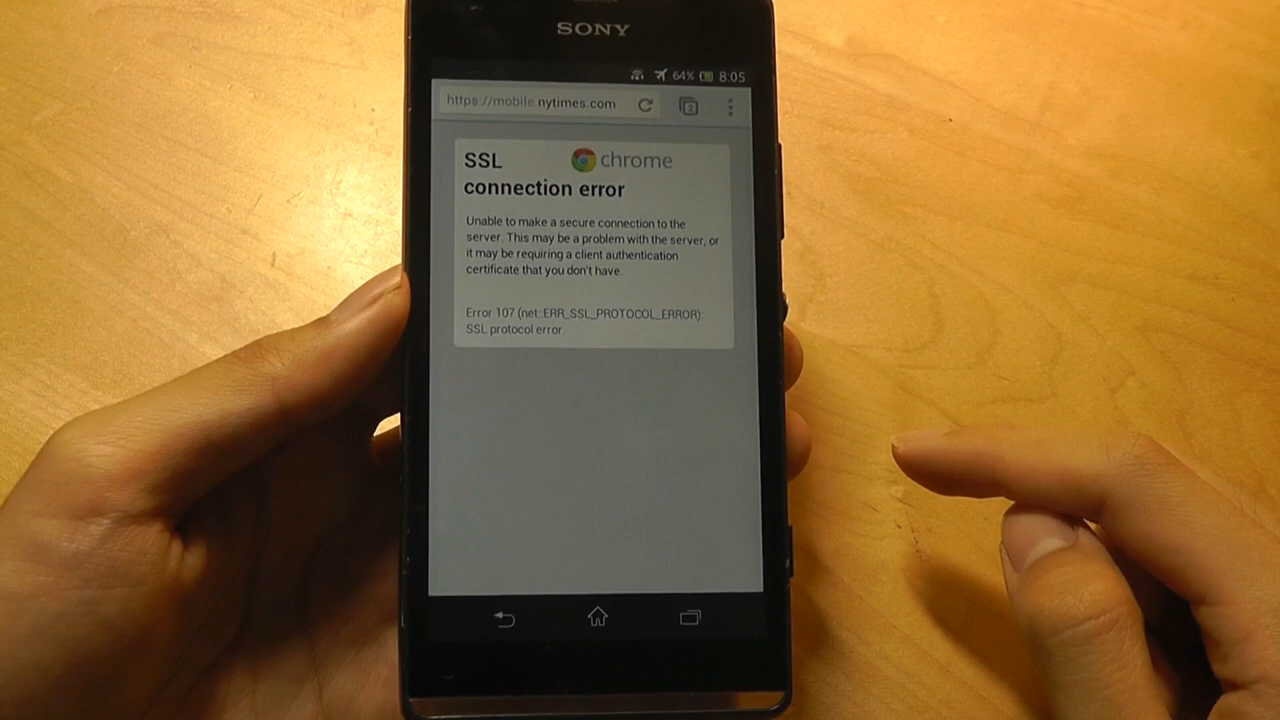 SONY
64% 8:05
https://mobile.nytimes.com 2
SSL chrome
connection error
Unable to make a secure connection to the
server. This may be a problem with the server, or
it may be requiring a client authentication
certificate that you don't have.
Error 107 (net::ERR_SSL_PROTOCOL_ERROR):
SSL protocol error.